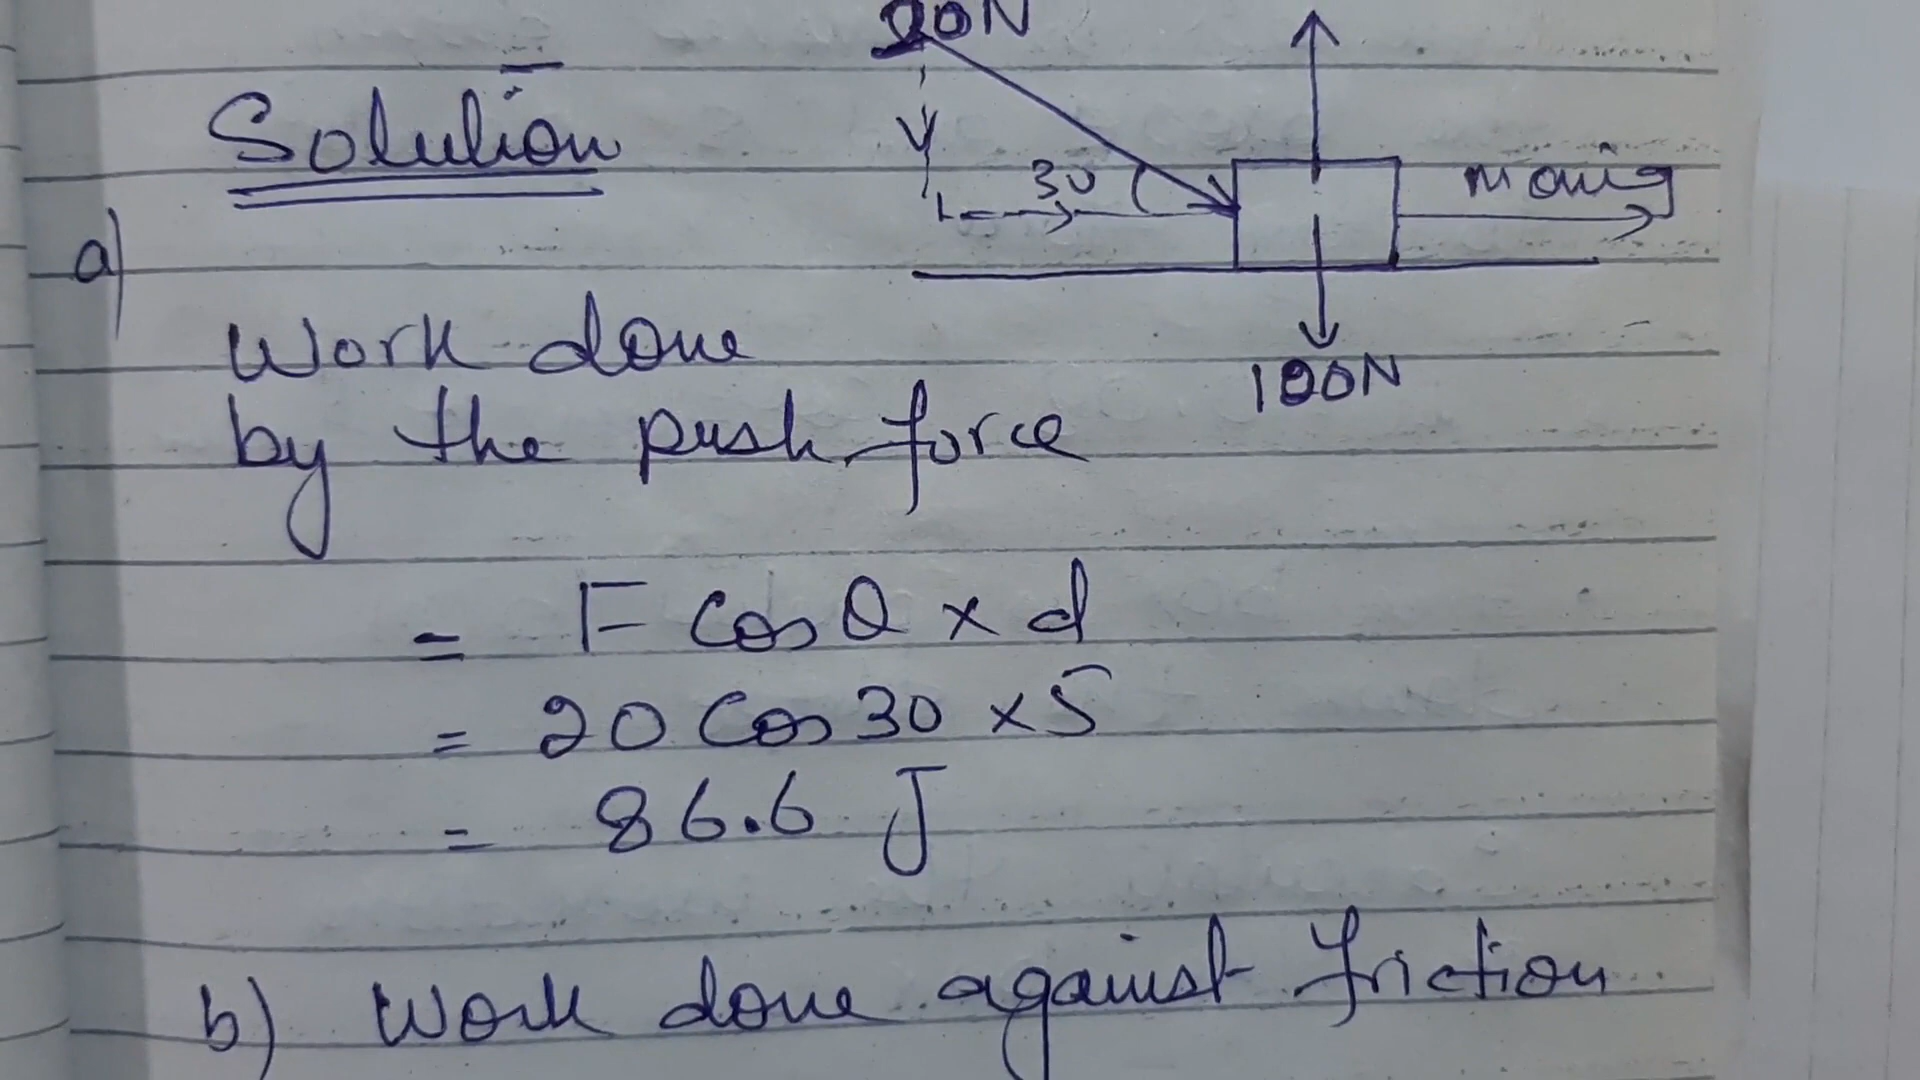 20N
Solution
30
moving
a)
Work done
100N
by the push force
= F Cos θ x d
= 20 Cos 30 x 5
= 86.6 J
b) Work done against friction